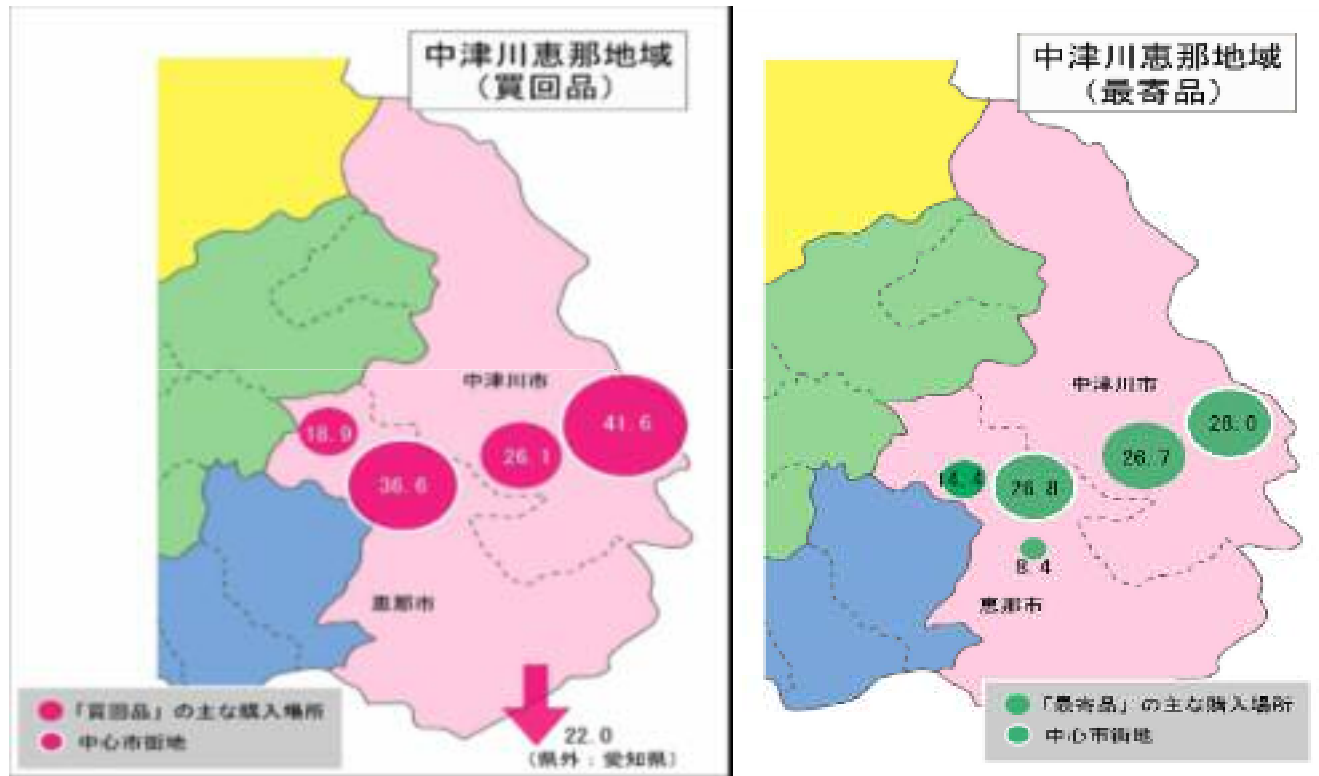 中津川恵那地域
(買回品)
中津川市
41.6
18.9
26.1
36.6
恵那市
「買回品」の主な購入場所
中心市街地
22.0
(県外:愛知県)
中津川恵那地域
(最寄品)
中津川市
28.0
26.7
26.8
8.4
恵那市
「最寄品」の主な購入場所
中心市街地